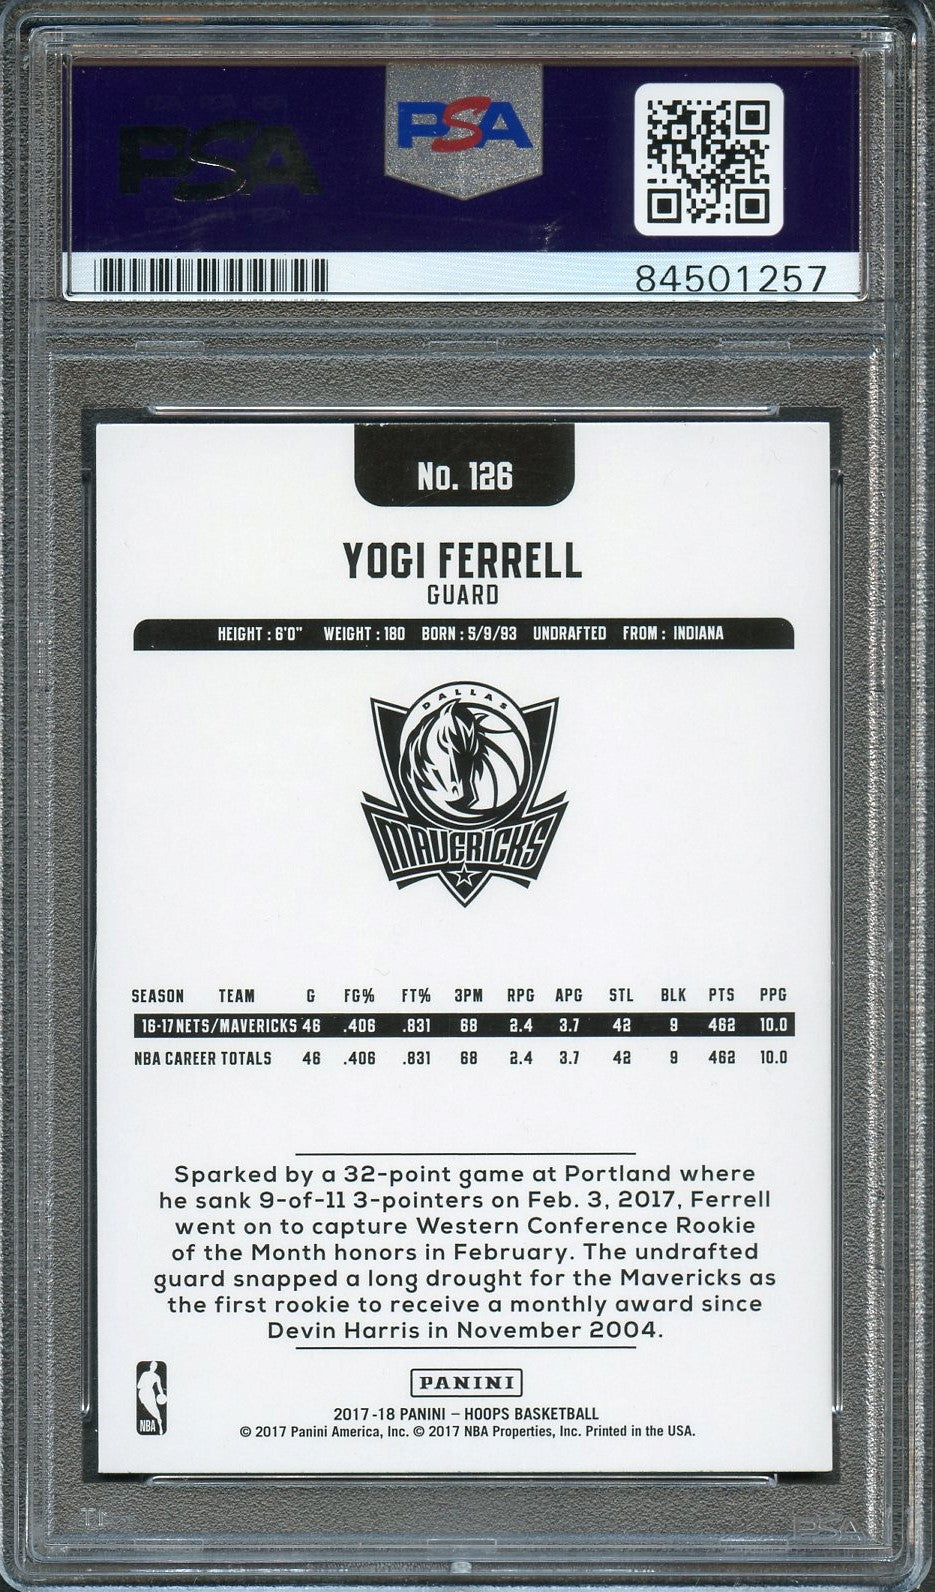 PSA
PSA
84501257
No. 126
YOGI FERRELL
GUARD
HEIGHT : 6'0" WEIGHT : 180 BORN : 5/9/93 UNDRAFTED FROM : INDIANA
DALLAS
MAVERICKS
SEASON TEAM G FG% FT% 3PM RPG APG STL BLK PTS PPG
16-17 NETS/MAVERICKS 46 .406 .831 68 2.4 3.7 42 9 462 10.0
NBA CAREER TOTALS 46 .406 .831 68 2.4 3.7 42 9 462 10.0
Sparked by a 32-point game at Portland where
he sank 9-of-11 3-pointers on Feb. 3, 2017, Ferrell
went on to capture Western Conference Rookie
of the Month honors in February. The undrafted
guard snapped a long drought for the Mavericks as
the first rookie to receive a monthly award since
Devin Harris in November 2004.
NBA
PANINI
2017-18 PANINI – HOOPS BASKETBALL
© 2017 Panini America, Inc. © 2017 NBA Properties, Inc. Printed in the USA.
PSA